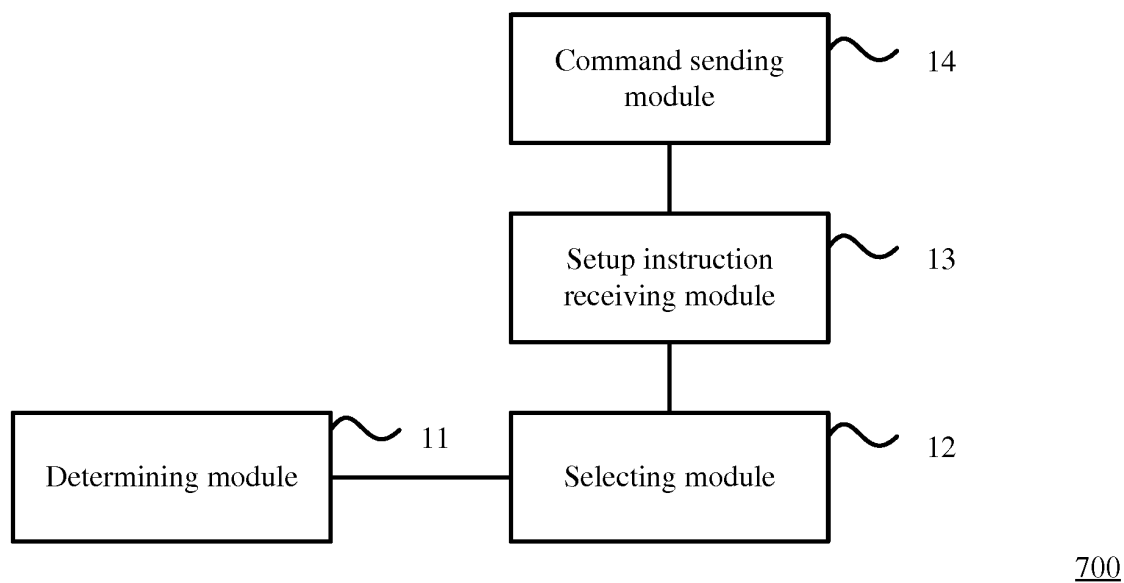 Command sending
module
14
Setup instruction
receiving module
13
Determining module
11
Selecting module
12
700